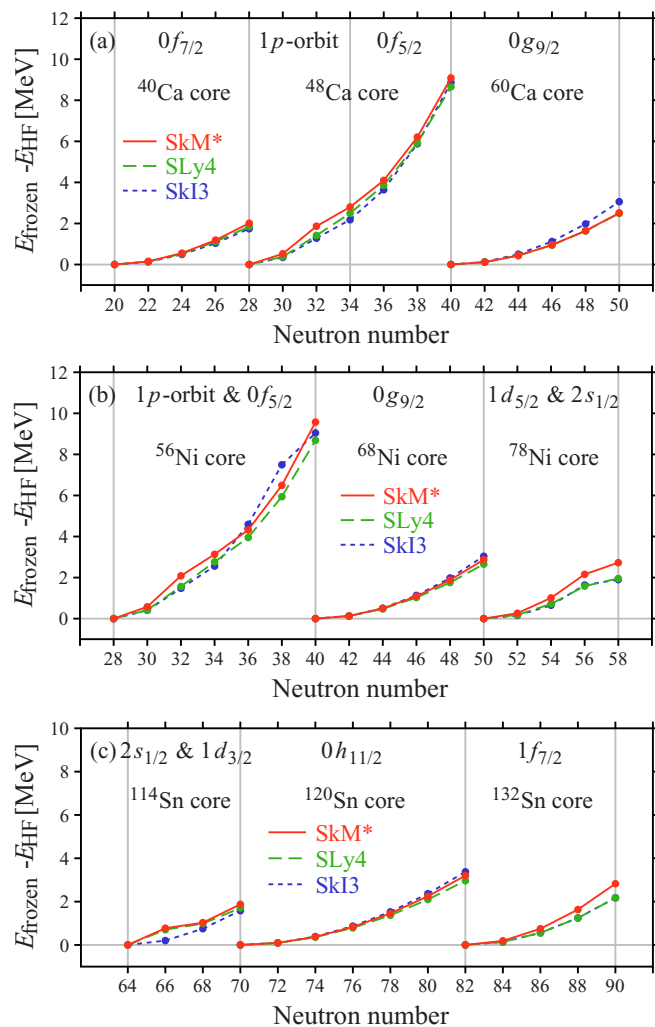 (a) 0f7/2 1p-orbit 0f5/2 0g9/2
40Ca core 48Ca core 60Ca core
SkM*
SLy4
SkI3
Efrozen -EHF [MeV]
12
10
8
6
4
2
0
20 22 24 26 28 30 32 34 36 38 40 42 44 46 48 50
Neutron number
(b) 1p-orbit & 0f5/2 0g9/2 1d5/2 & 2s1/2
56Ni core 68Ni core 78Ni core
SkM*
SLy4
SkI3
Efrozen -EHF [MeV]
12
10
8
6
4
2
0
28 30 32 34 36 38 40 42 44 46 48 50 52 54 56 58
Neutron number
(c) 2s1/2 & 1d3/2 0h11/2 1f7/2
114Sn core 120Sn core 132Sn core
SkM*
SLy4
SkI3
Efrozen -EHF [MeV]
10
8
6
4
2
0
64 66 68 70 72 74 76 78 80 82 84 86 88 90
Neutron number